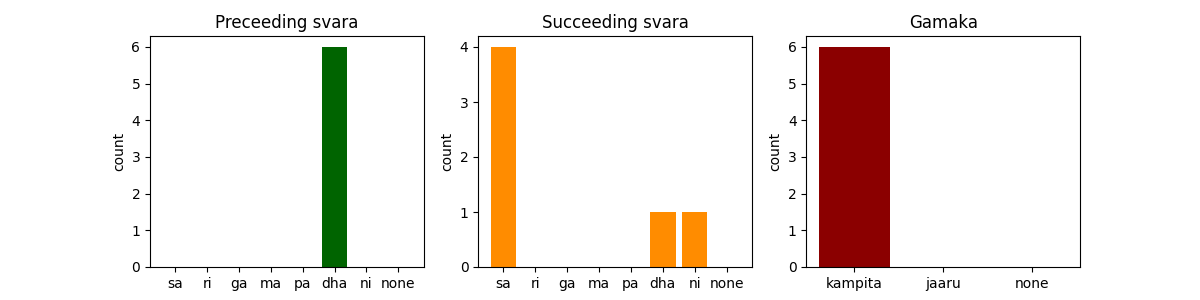 Preceeding svara
count
6
5
4
3
2
1
0
sa ri ga ma pa dha ni none
Succeeding svara
count
4
3
2
1
0
sa ri ga ma pa dha ni none
Gamaka
count
6
5
4
3
2
1
0
kampita jaaru none